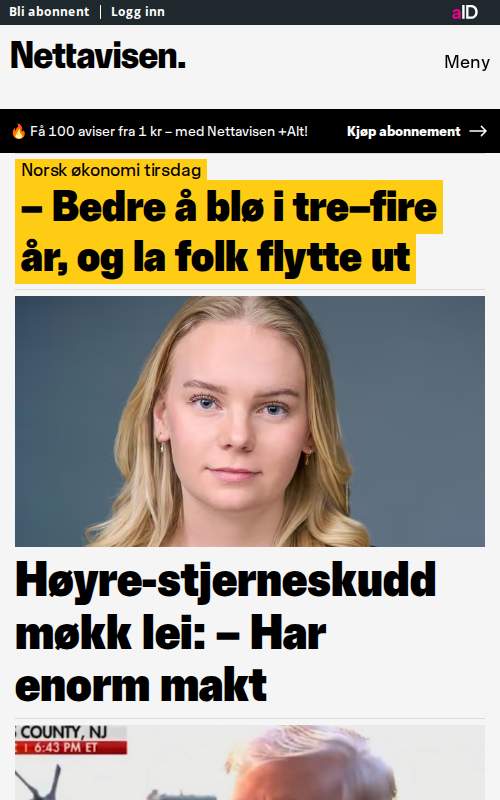 Bli abonnent | Logg inn
aID
Nettavisen.
Meny
🔥 Få 100 aviser fra 1 kr – med Nettavisen +Alt!
Kjøp abonnement →
Norsk økonomi tirsdag
– Bedre å blø i tre–fire
år, og la folk flytte ut
Høyre-stjerneskudd
møkk lei: – Har
enorm makt
COUNTY, NJ
6:43 PM ET